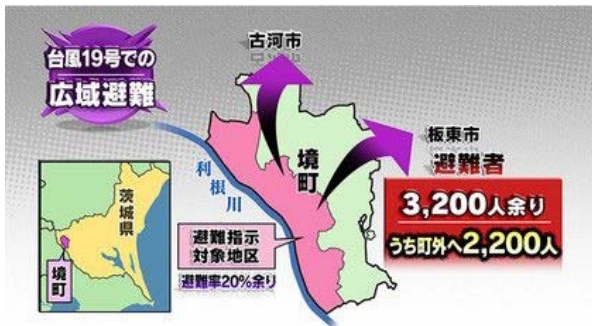 台風19号での
広域避難
古河市
板東市
避難者
3,200人余り
うち町外へ2,200人
境町
利根川
避難指示
対象地区
避難率20%余り
茨城県
境町